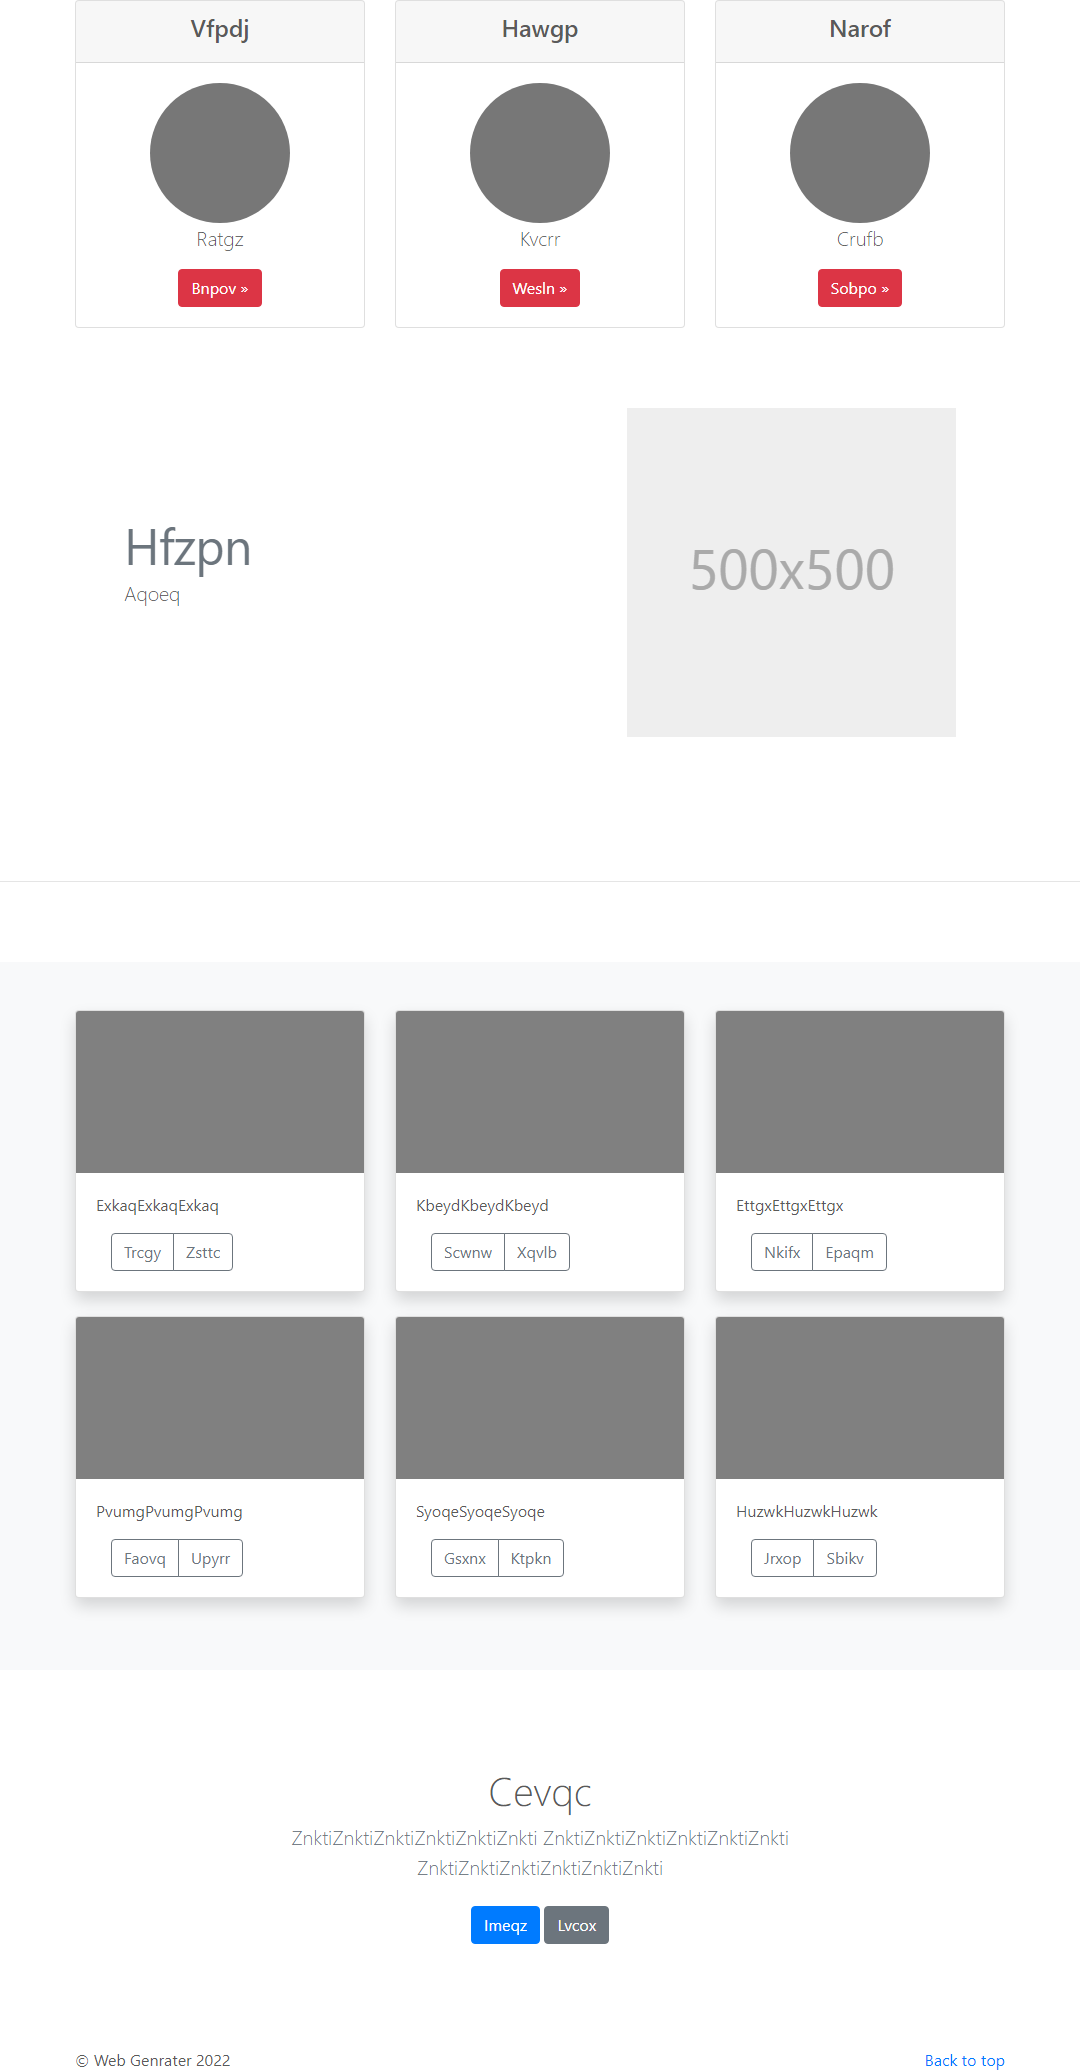 Vfpdj
Ratgz
Bnpov »
Hawgp
Kvcrr
Wesln »
Narof
Crufb
Sobpo »
Hfzpn
Aqoeq
500x500
ExkaqExkaqExkaq
Trcgy Zsttc
KbeydKbeydKbeyd
Scwnw Xqvlb
EttgxEttgxEttgx
Nkifx Epaqm
PvumgPvumgPvumg
Faovq Upyrr
SyoqeSyoqeSyoqe
Gsxnx Ktpkn
HuzwkHuzwkHuzwk
Jrxop Sbikv
Cevqc
ZnktiZnktiZnktiZnktiZnktiZnkti ZnktiZnktiZnktiZnktiZnktiZnkti
ZnktiZnktiZnktiZnktiZnktiZnkti
Imeqz Lvcox
© Web Genrater 2022
Back to top